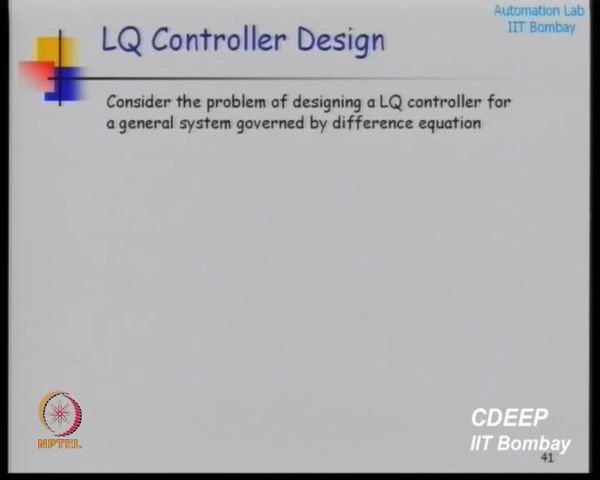 Automation Lab
IIT Bombay
LQ Controller Design
Consider the problem of designing a LQ controller for
a general system governed by difference equation
NPTEL
CDEEP
IIT Bombay
41